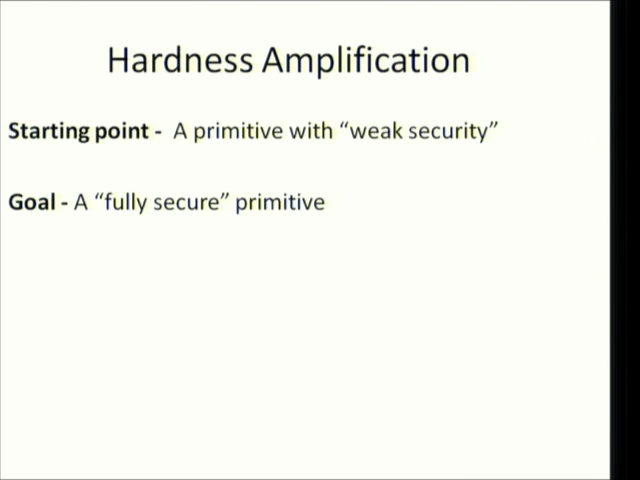 Hardness Amplification
Starting point - A primitive with “weak security”
Goal - A “fully secure” primitive